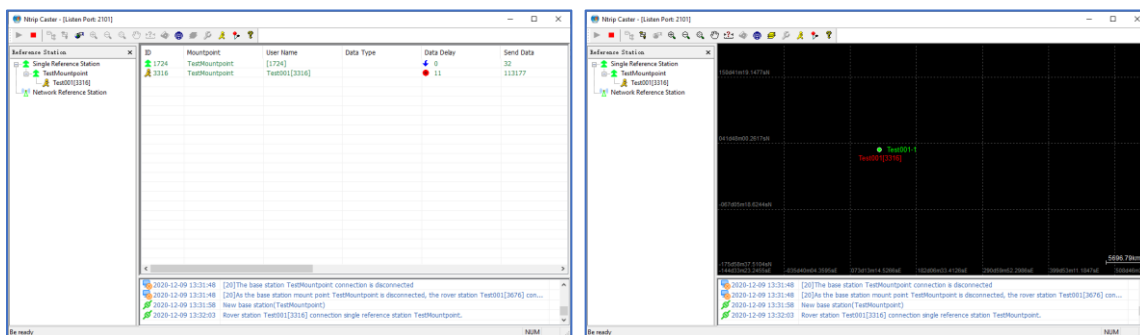 Ntrip Caster - [Listen Port: 2101]
Reference Station
Single Reference Station
TestMountpoint
Test001[3316]
Network Reference Station
ID Mountpoint User Name Data Type Data Delay Send Data
1724 TestMountpoint [1724] 0 32
3316 TestMountpoint Test001[3316] 11 113177
2020-12-09 13:31:48 [20]The base station TestMountpoint connection is disconnected
2020-12-09 13:31:48 [20]As the base station mount point TestMountpoint is disconnected, the rover station Test001[3676] con...
2020-12-09 13:31:58 New base station(TestMountpoint)
2020-12-09 13:32:03 Rover station Test001[3316] connection single reference station TestMountpoint.
Be ready NUM
Ntrip Caster - [Listen Port: 2101]
Reference Station
Single Reference Station
TestMountpoint
Test001[3316]
Network Reference Station
Test001-1
Test001[3316]
5696.79km
2020-12-09 13:31:48 [20]The base station TestMountpoint connection is disconnected
2020-12-09 13:31:48 [20]As the base station mount point TestMountpoint is disconnected, the rover station Test001[3676] con...
2020-12-09 13:31:58 New base station(TestMountpoint)
2020-12-09 13:32:03 Rover station Test001[3316] connection single reference station TestMountpoint.
Be ready NUM